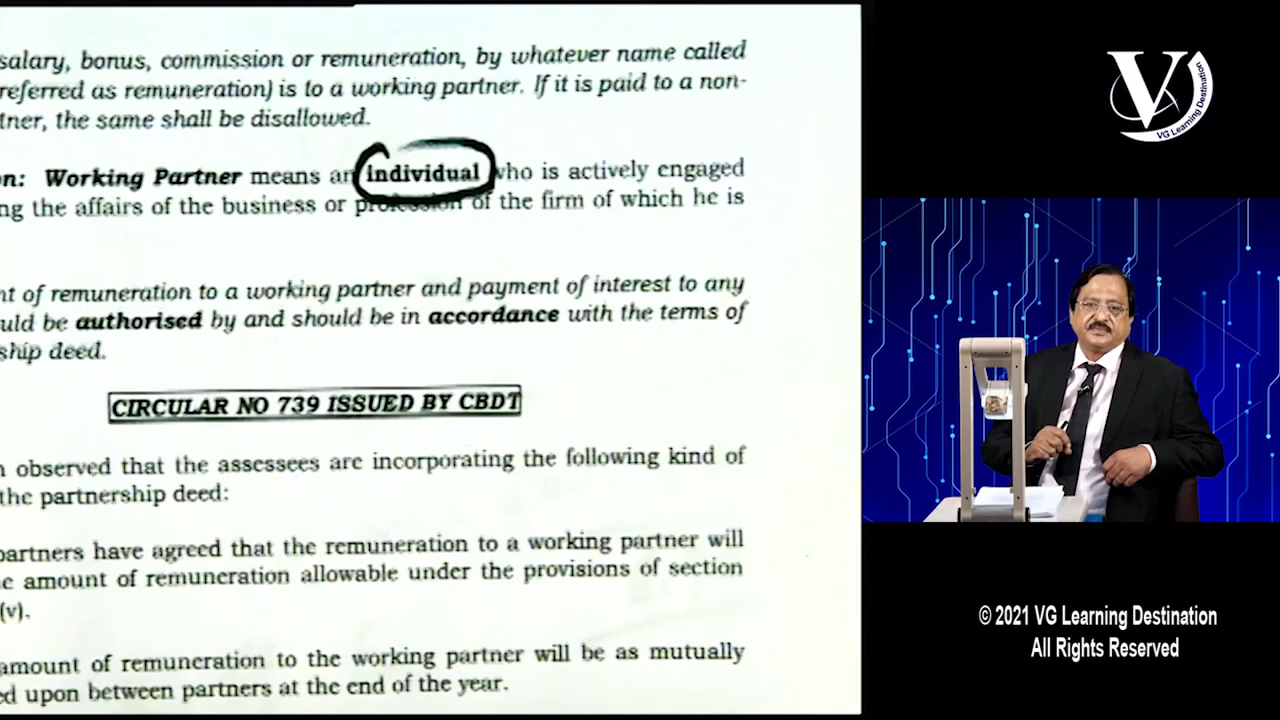 salary, bonus, commission or remuneration, by whatever name called
referred as remuneration) is to a working partner. If it is paid to a non-
tner, the same shall be disallowed.
on: Working Partner means an individual who is actively engaged
ng the affairs of the business or profession of the firm of which he is
nt of remuneration to a working partner and payment of interest to any
uld be authorised by and should be in accordance with the terms of
ship deed.
CIRCULAR NO 739 ISSUED BY CBDT
n observed that the assessees are incorporating the following kind of
the partnership deed:
partners have agreed that the remuneration to a working partner will
e amount of remuneration allowable under the provisions of section
(v).
amount of remuneration to the working partner will be as mutually
ed upon between partners at the end of the year.
V
VG Learning Destination
© 2021 VG Learning Destination
All Rights Reserved